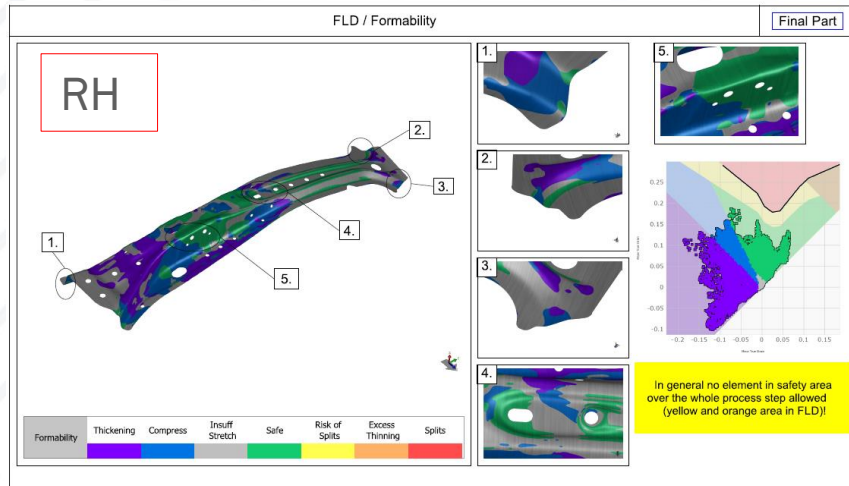 FLD / Formability
Final Part
RH
1.
2.
3.
4.
5.
1.
2.
3.
4.
5.
0.25
0.2
0.15
0.1
0.05
0
-0.05
-0.1
-0.2 -0.15 -0.1 -0.05 0 0.05 0.1 0.15
In general no element in safety area
over the whole process step allowed
(yellow and orange area in FLD)!
Formability
Thickening
Compress
Insuff
Stretch
Safe
Risk of
Splits
Excess
Thinning
Splits